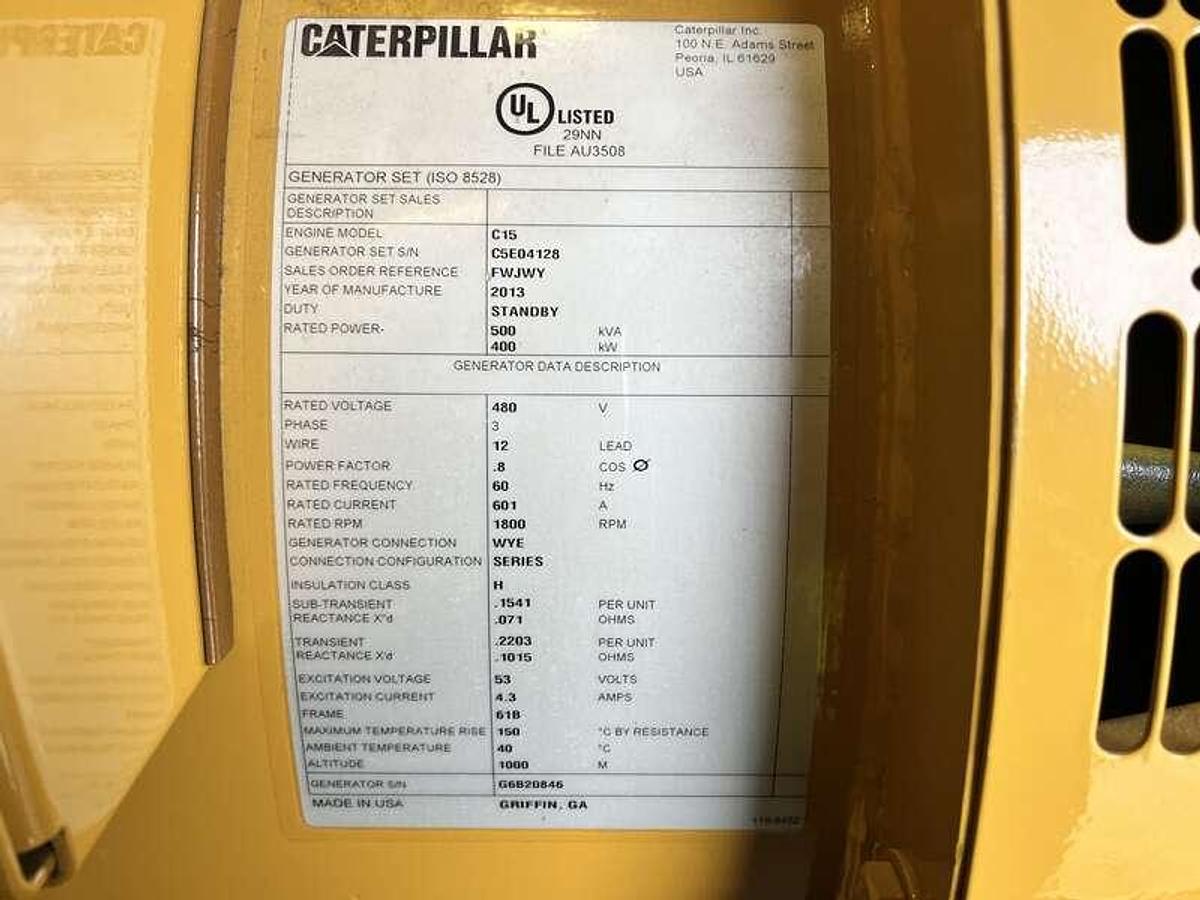 CATERPILLAR
Caterpillar Inc.
100 N.E. Adams Street
Peoria, IL 61629
USA
UL LISTED
29NN
FILE AU3508
GENERATOR SET (ISO 8528)
GENERATOR SET SALES
DESCRIPTION
ENGINE MODEL C15
GENERATOR SET S/N C5E04128
SALES ORDER REFERENCE FWJWY
YEAR OF MANUFACTURE 2013
DUTY STANDBY
RATED POWER- 500 kVA
400 kW
GENERATOR DATA DESCRIPTION
RATED VOLTAGE 480 V
PHASE 3
WIRE 12 LEAD
POWER FACTOR .8 COS Ø
RATED FREQUENCY 60 Hz
RATED CURRENT 601 A
RATED RPM 1800 RPM
GENERATOR CONNECTION WYE
CONNECTION CONFIGURATION SERIES
INSULATION CLASS H
SUB-TRANSIENT .1541 PER UNIT
REACTANCE X"d .071 OHMS
TRANSIENT .2203 PER UNIT
REACTANCE X'd .1015 OHMS
EXCITATION VOLTAGE 53 VOLTS
EXCITATION CURRENT 4.3 AMPS
FRAME 618
MAXIMUM TEMPERATURE RISE 150 °C BY RESISTANCE
AMBIENT TEMPERATURE 40 °C
ALTITUDE 1000 M
GENERATOR S/N G6B20846
MADE IN USA GRIFFIN, GA